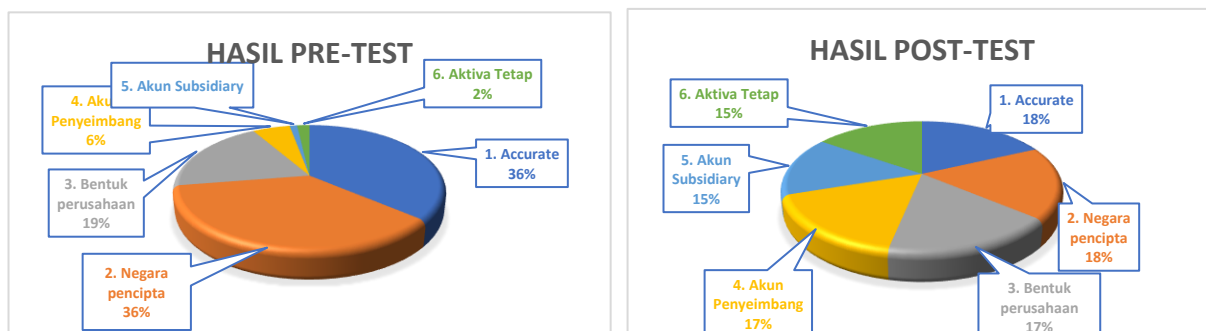 HASIL PRE-TEST
5. Akun Subsidiary
6. Aktiva Tetap
2%
4. Aku
Penyeimbang
6%
1. Accurate
36%
3. Bentuk
perusahaan
19%
2. Negara
pencipta
36%
HASIL POST-TEST
6. Aktiva Tetap
15%
1. Accurate
18%
5. Akun
Subsidiary
15%
2. Negara
pencipta
18%
4. Akun
Penyeimbang
17%
3. Bentuk
perusahaan
17%